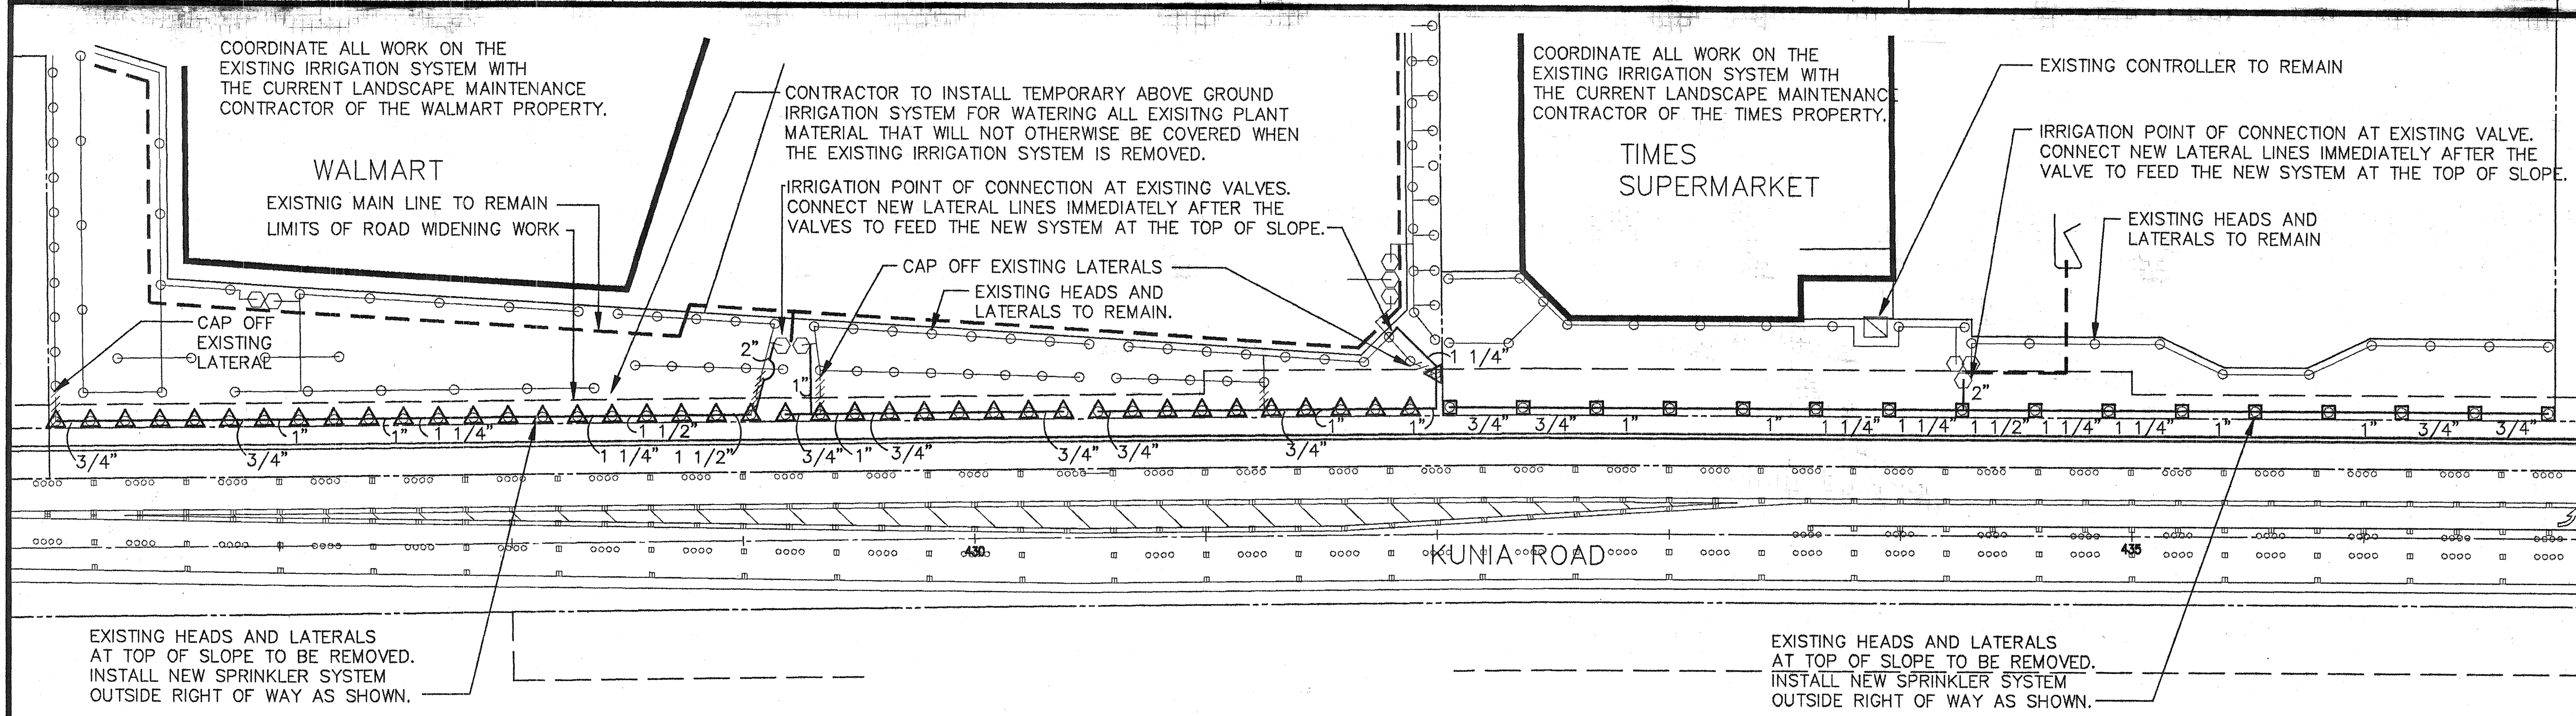 COORDINATE ALL WORK ON THE
EXISTING IRRIGATION SYSTEM WITH
THE CURRENT LANDSCAPE MAINTENANCE
CONTRACTOR OF THE WALMART PROPERTY.
WALMART
EXISTNIG MAIN LINE TO REMAIN
LIMITS OF ROAD WIDENING WORK
CONTRACTOR TO INSTALL TEMPORARY ABOVE GROUND
IRRIGATION SYSTEM FOR WATERING ALL EXISITNG PLANT
MATERIAL THAT WILL NOT OTHERWISE BE COVERED WHEN
THE EXISTING IRRIGATION SYSTEM IS REMOVED.
IRRIGATION POINT OF CONNECTION AT EXISTING VALVES.
CONNECT NEW LATERAL LINES IMMEDIATELY AFTER THE
VALVES TO FEED THE NEW SYSTEM AT THE TOP OF SLOPE.
CAP OFF EXISTING LATERALS
EXISTING HEADS AND
LATERALS TO REMAIN.
COORDINATE ALL WORK ON THE
EXISTING IRRIGATION SYSTEM WITH
THE CURRENT LANDSCAPE MAINTENANCE
CONTRACTOR OF THE TIMES PROPERTY.
TIMES
SUPERMARKET
EXISTING CONTROLLER TO REMAIN
IRRIGATION POINT OF CONNECTION AT EXISTING VALVE.
CONNECT NEW LATERAL LINES IMMEDIATELY AFTER THE
VALVE TO FEED THE NEW SYSTEM AT THE TOP OF SLOPE.
EXISTING HEADS AND
LATERALS TO REMAIN
CAP OFF
EXISTING
LATERAL
2"
1"
1 1/4"
2"
3/4"
3/4"
1"
1"
1 1/4"
1 1/4"
1 1/2"
1 1/2"
3/4"
1"
3/4"
3/4"
3/4"
3/4"
1"
1"
3/4"
3/4"
1"
1"
1 1/4"
1 1/4"
1 1/2"
1 1/4"
1 1/4"
1"
1"
3/4"
3/4"
430
KUNIA ROAD
435
EXISTING HEADS AND LATERALS
AT TOP OF SLOPE TO BE REMOVED.
INSTALL NEW SPRINKLER SYSTEM
OUTSIDE RIGHT OF WAY AS SHOWN.
EXISTING HEADS AND LATERALS
AT TOP OF SLOPE TO BE REMOVED.
INSTALL NEW SPRINKLER SYSTEM
OUTSIDE RIGHT OF WAY AS SHOWN.